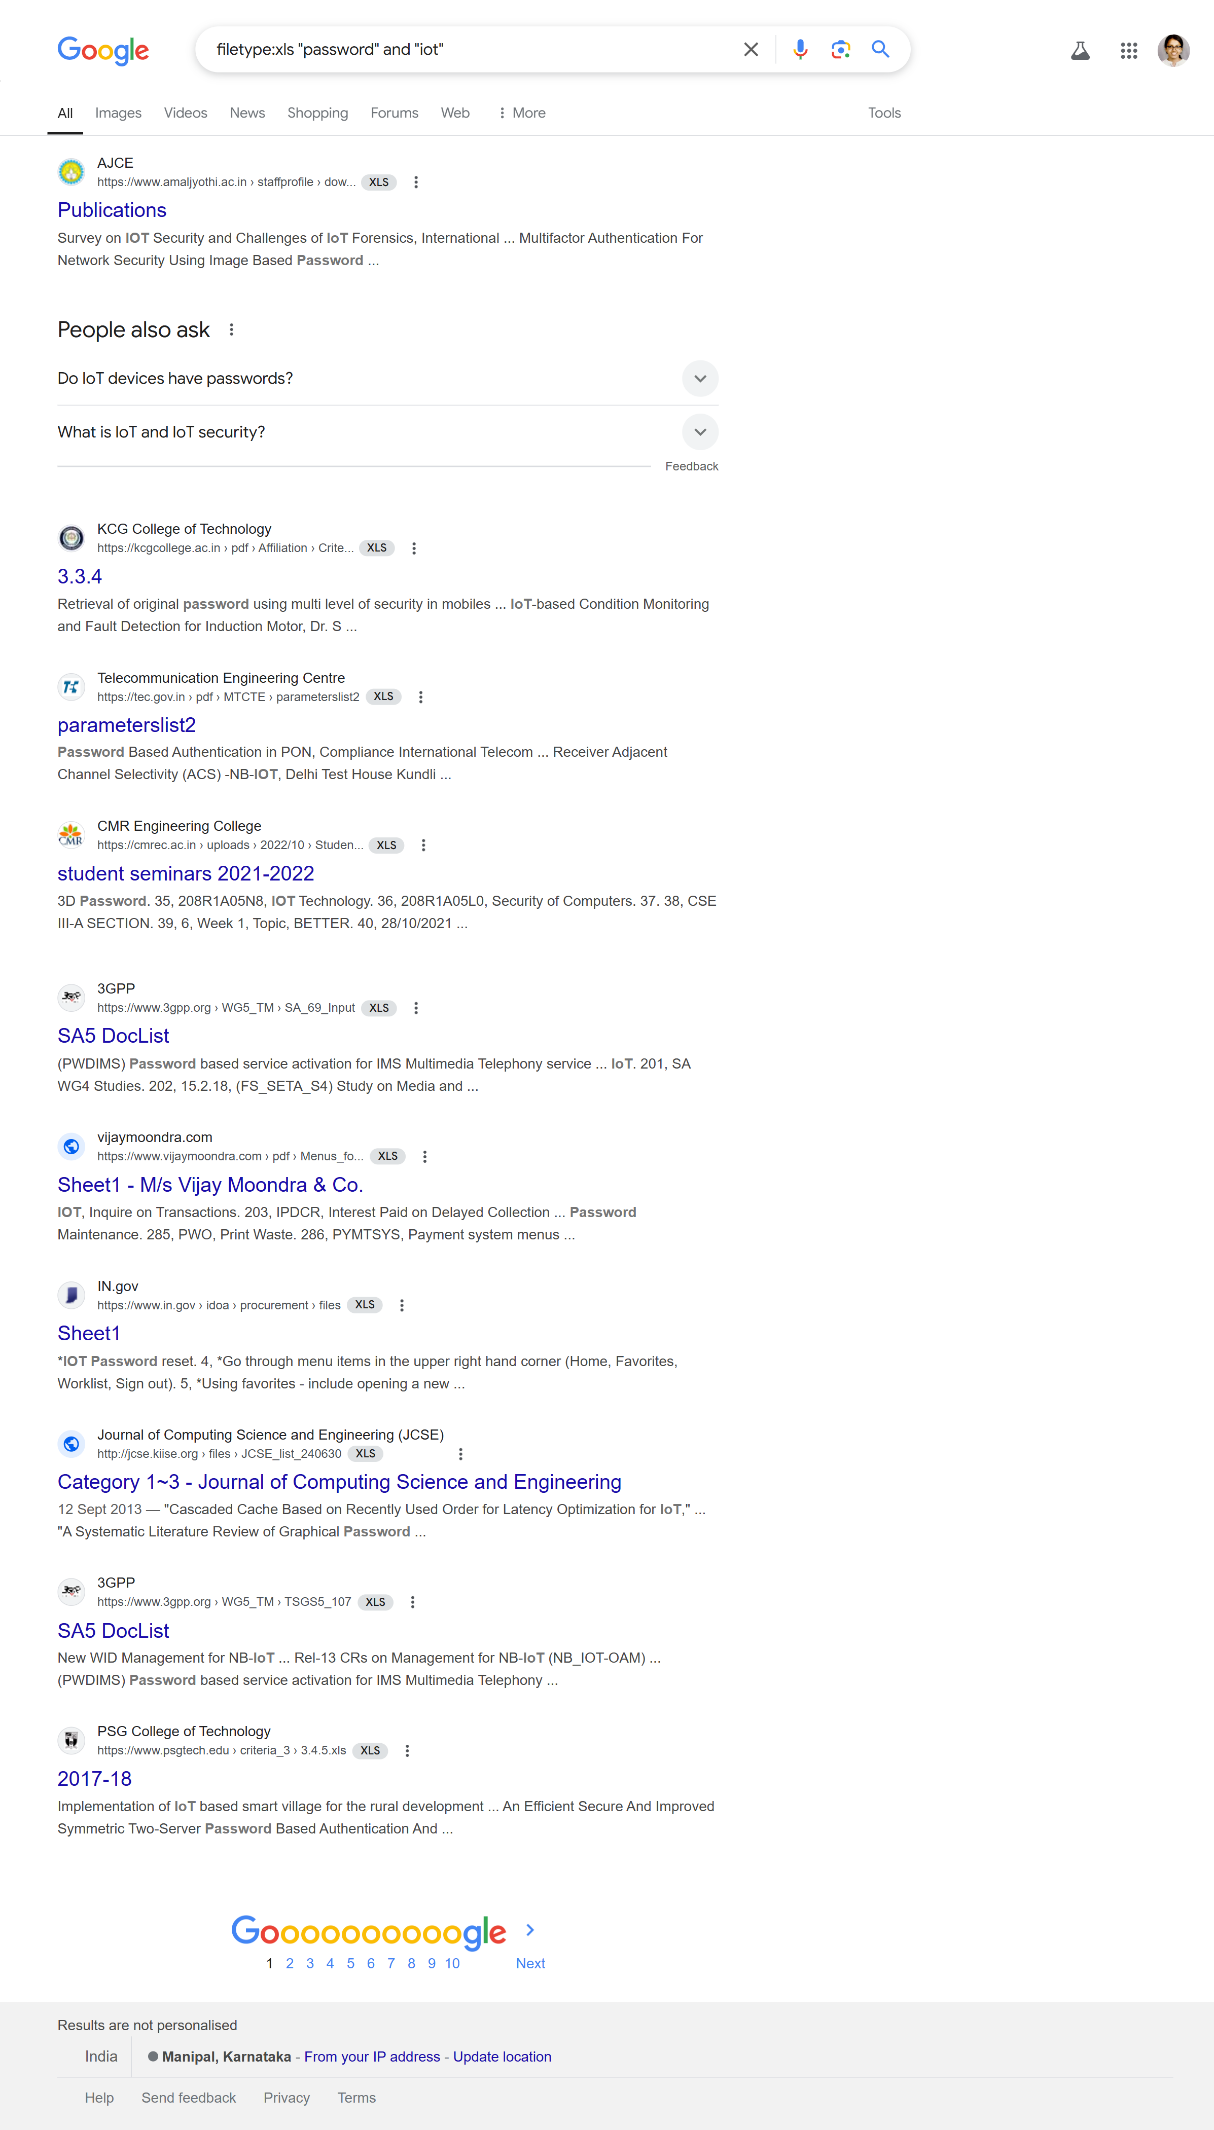 Google
filetype:xls "password" and "iot"
All Images Videos News Shopping Forums Web More Tools
AJCE
https://www.amaljyothi.ac.in › staffprofile › dow... XLS
Publications
Survey on IOT Security and Challenges of IoT Forensics, International ... Multifactor Authentication For
Network Security Using Image Based Password ...
People also ask
Do IoT devices have passwords?
What is IoT and IoT security?
Feedback
KCG College of Technology
https://kcgcollege.ac.in › pdf › Affiliation › Crite... XLS
3.3.4
Retrieval of original password using multi level of security in mobiles ... IoT-based Condition Monitoring
and Fault Detection for Induction Motor, Dr. S ...
Telecommunication Engineering Centre
https://tec.gov.in › pdf › MTCTE › parameterslist2 XLS
parameterslist2
Password Based Authentication in PON, Compliance International Telecom ... Receiver Adjacent
Channel Selectivity (ACS) -NB-IOT, Delhi Test House Kundli ...
CMR
CMR Engineering College
https://cmrec.ac.in › uploads › 2022/10 › Studen... XLS
student seminars 2021-2022
3D Password. 35, 208R1A05N8, IOT Technology. 36, 208R1A05L0, Security of Computers. 37. 38, CSE
III-A SECTION. 39, 6, Week 1, Topic, BETTER. 40, 28/10/2021 ...
3GPP
https://www.3gpp.org › WG5_TM › SA_69_Input XLS
SA5 DocList
(PWDIMS) Password based service activation for IMS Multimedia Telephony service ... IoT. 201, SA
WG4 Studies. 202, 15.2.18, (FS_SETA_S4) Study on Media and ...
vijaymoondra.com
https://www.vijaymoondra.com › pdf › Menus_fo... XLS
Sheet1 - M/s Vijay Moondra & Co.
IOT, Inquire on Transactions. 203, IPDCR, Interest Paid on Delayed Collection ... Password
Maintenance. 285, PWO, Print Waste. 286, PYMTSYS, Payment system menus ...
IN.gov
https://www.in.gov › idoa › procurement › files XLS
Sheet1
*IOT Password reset. 4, *Go through menu items in the upper right hand corner (Home, Favorites,
Worklist, Sign out). 5, *Using favorites - include opening a new ...
Journal of Computing Science and Engineering (JCSE)
http://jcse.kiise.org › files › JCSE_list_240630 XLS
Category 1~3 - Journal of Computing Science and Engineering
12 Sept 2013 — "Cascaded Cache Based on Recently Used Order for Latency Optimization for IoT," ...
"A Systematic Literature Review of Graphical Password ...
3GPP
https://www.3gpp.org › WG5_TM › TSGS5_107 XLS
SA5 DocList
New WID Management for NB-IoT ... Rel-13 CRs on Management for NB-IoT (NB_IOT-OAM) ...
(PWDIMS) Password based service activation for IMS Multimedia Telephony ...
PSG College of Technology
https://www.psgtech.edu › criteria_3 › 3.4.5.xls XLS
2017-18
Implementation of IoT based smart village for the rural development ... An Efficient Secure And Improved
Symmetric Two-Server Password Based Authentication And ...
Goooooooooogle
1 2 3 4 5 6 7 8 9 10 Next
Results are not personalised
India Manipal, Karnataka - From your IP address - Update location
Help Send feedback Privacy Terms